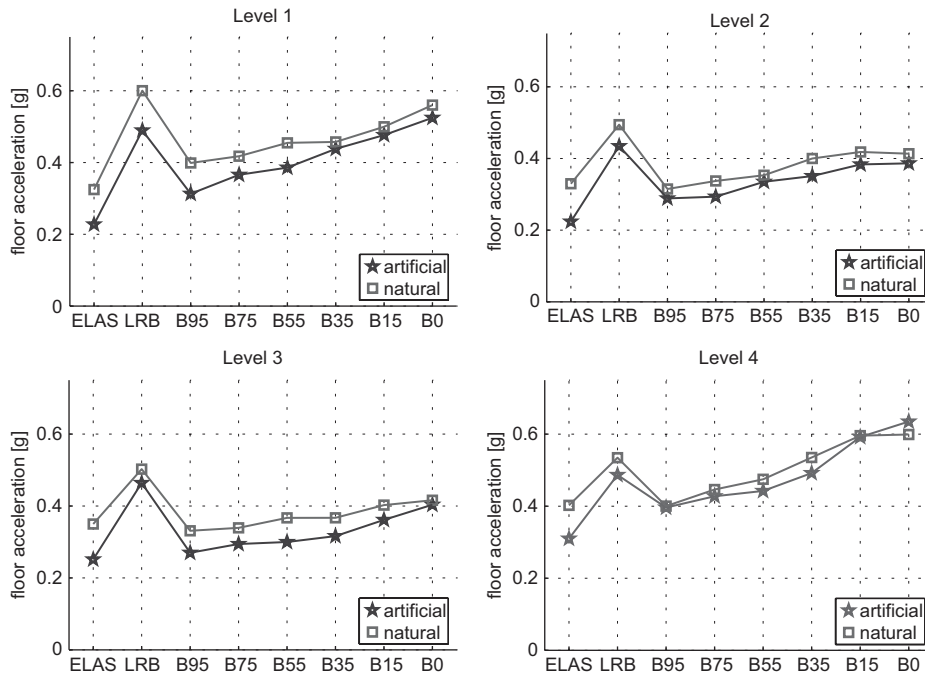 Level 1
floor acceleration [g]
0.6
0.4
0.2
0
artificial
natural
ELAS LRB B95 B75 B55 B35 B15 B0
Level 2
floor acceleration [g]
0.6
0.4
0.2
0
artificial
natural
ELAS LRB B95 B75 B55 B35 B15 B0
Level 3
floor acceleration [g]
0.6
0.4
0.2
0
artificial
natural
ELAS LRB B95 B75 B55 B35 B15 B0
Level 4
floor acceleration [g]
0.6
0.4
0.2
0
artificial
natural
ELAS LRB B95 B75 B55 B35 B15 B0